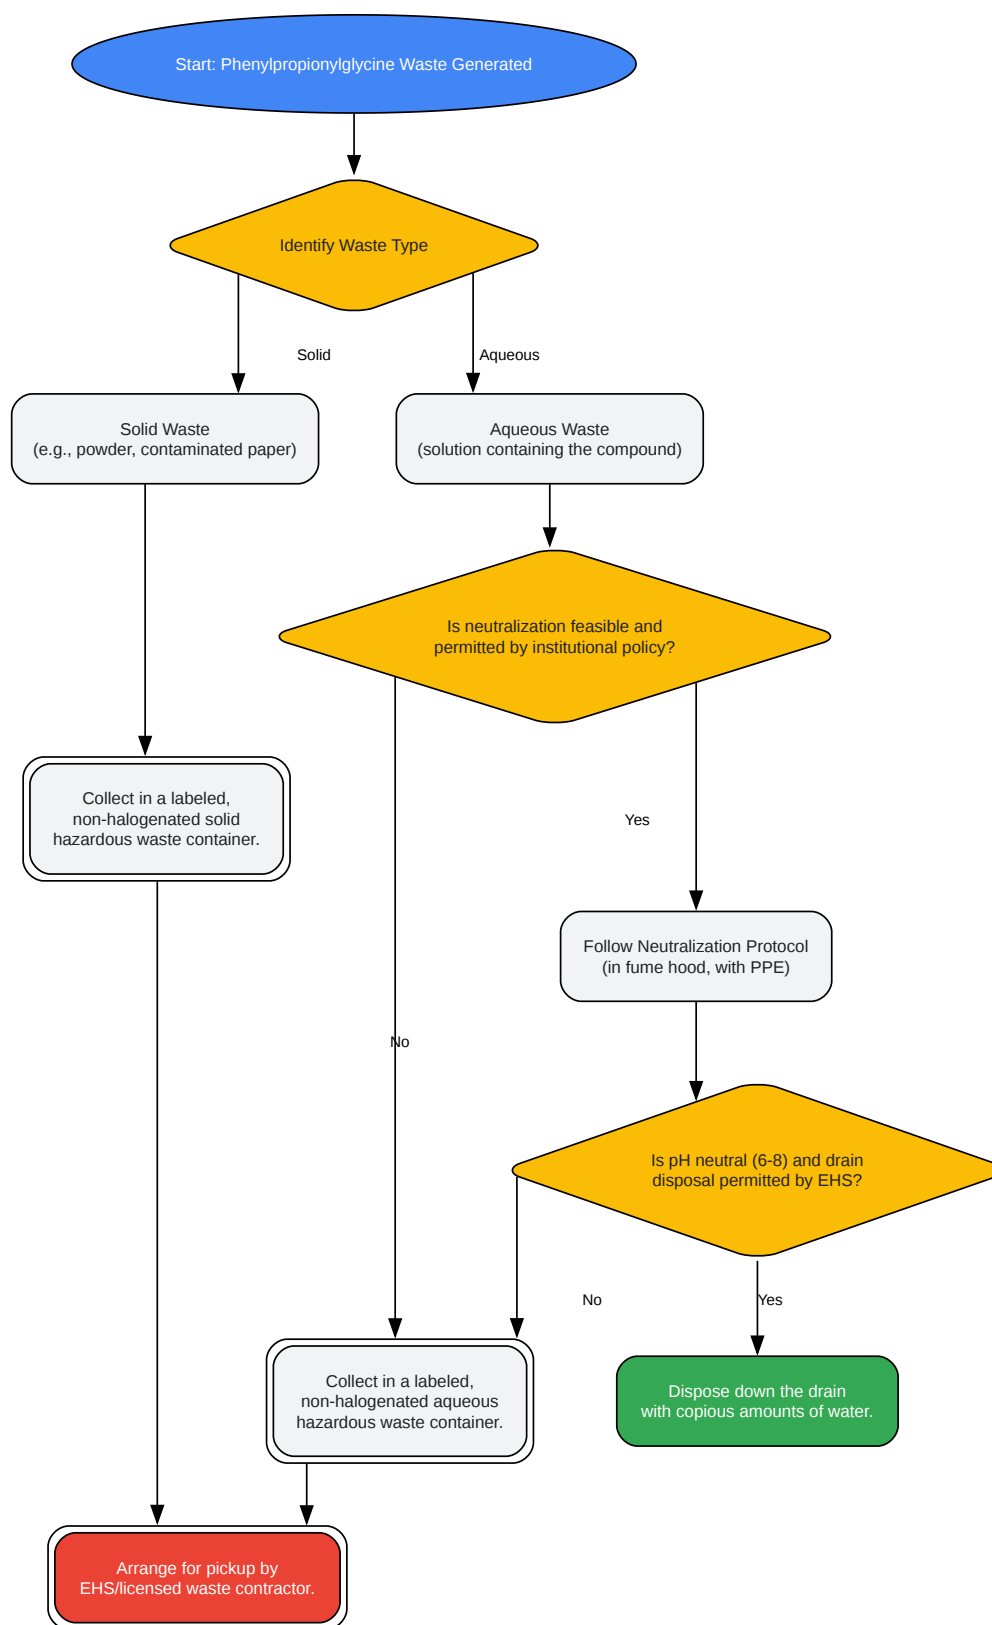 Start: Phenylpropionylglycine Waste Generated
Identify Waste Type
Solid
Aqueous
Solid Waste
(e.g., powder, contaminated paper)
Aqueous Waste
(solution containing the compound)
Is neutralization feasible and
permitted by institutional policy?
Collect in a labeled,
non-halogenated solid
hazardous waste container.
Yes
Follow Neutralization Protocol
(in fume hood, with PPE)
No
Is pH neutral (6-8) and drain
disposal permitted by EHS?
No
Yes
Collect in a labeled,
non-halogenated aqueous
hazardous waste container.
Dispose down the drain
with copious amounts of water.
Arrange for pickup by
EHS/licensed waste contractor.